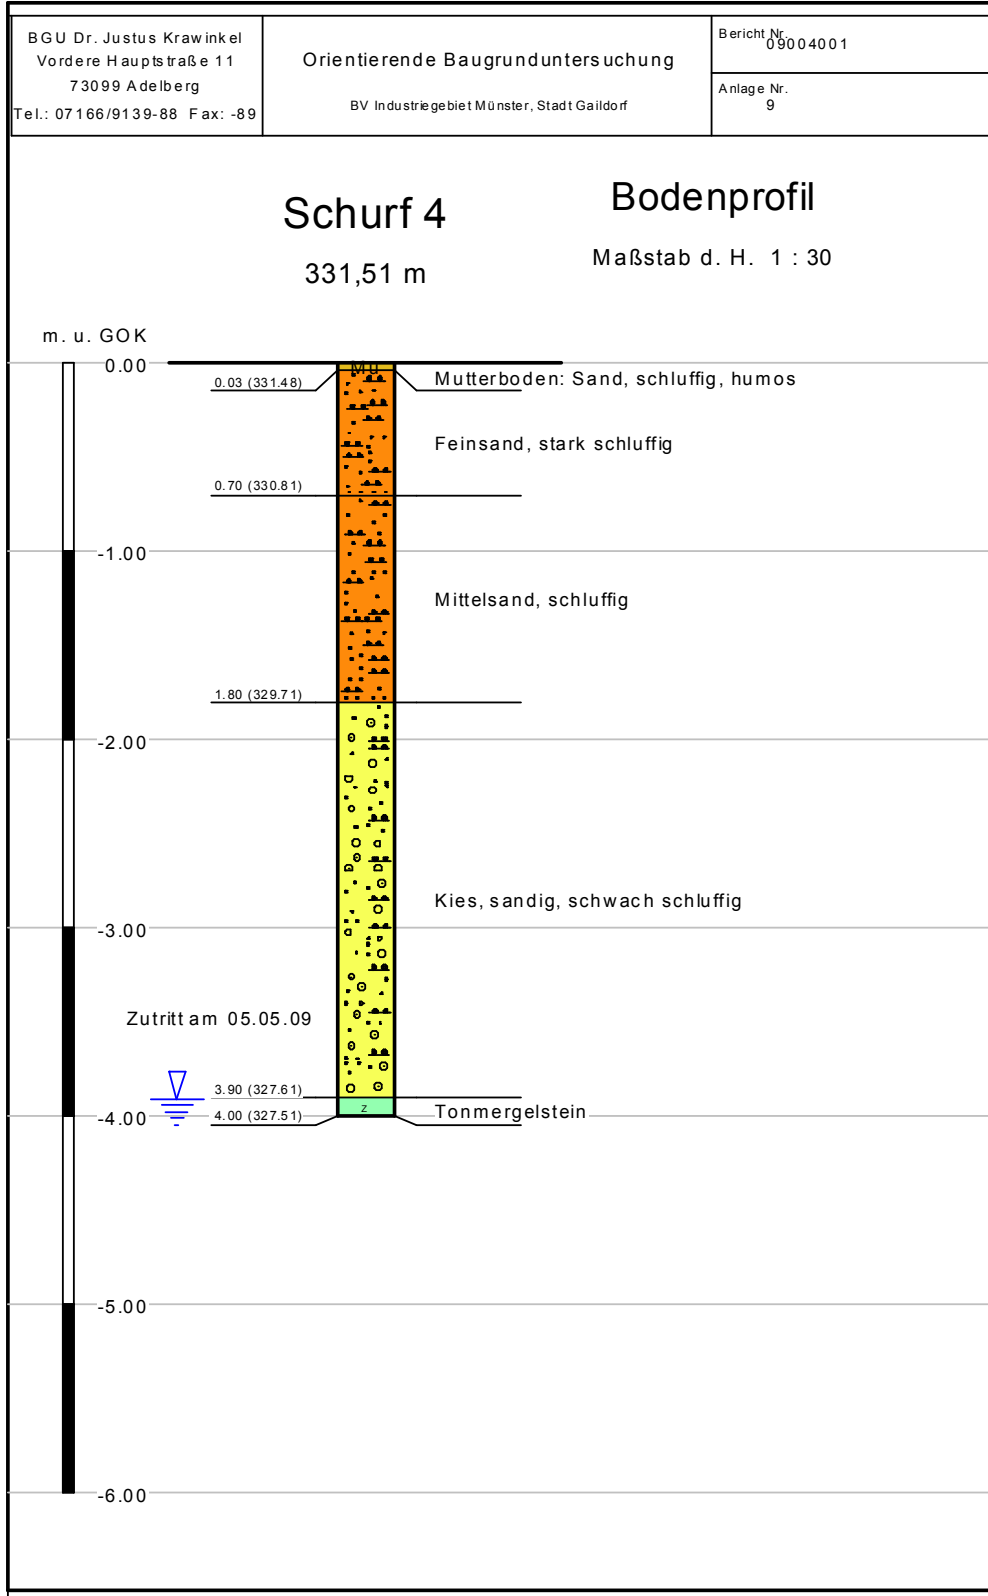 BGU Dr. Justus Krawinkel
Vordere Hauptstraße 11
73099 Adelberg
Tel.: 07166/9139-88 Fax: -89
Orientierende Baugrunduntersuchung
BV Industriegebiet Münster, Stadt Gaildorf
Bericht Nr.
09004001
Anlage Nr.
9
Schurf 4
331,51 m
Bodenprofil
Maßstab d. H. 1 : 30
m. u. GOK
0.00
Mu
0.03 (331.48)
Mutterboden: Sand, schluffig, humos
Feinsand, stark schluffig
0.70 (330.81)
-1.00
Mittelsand, schluffig
1.80 (329.71)
-2.00
Kies, sandig, schwach schluffig
-3.00
Zutritt am 05.05.09
3.90 (327.61)
z
Tonmergelstein
4.00 (327.51)
-4.00
-5.00
-6.00